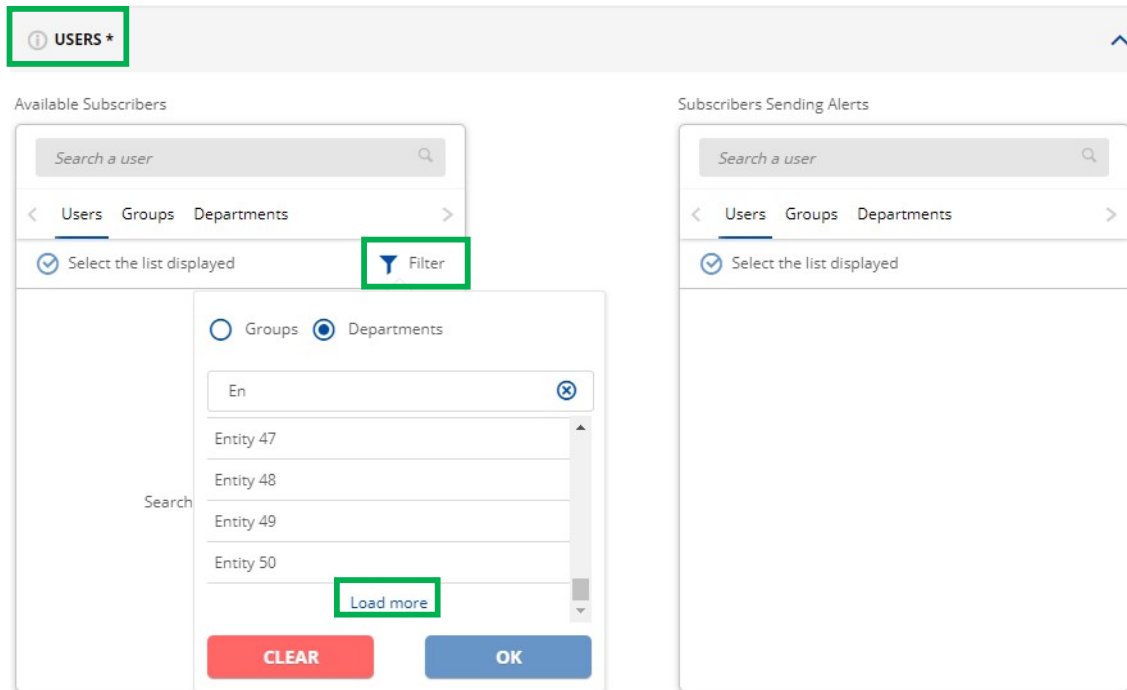 USERS *
Available Subscribers
Subscribers Sending Alerts
Search a user
Search a user
Users Groups Departments
Users Groups Departments
Select the list displayed
Filter
Select the list displayed
Groups Departments
En
Entity 47
Entity 48
Search
Entity 49
Entity 50
Load more
CLEAR
OK